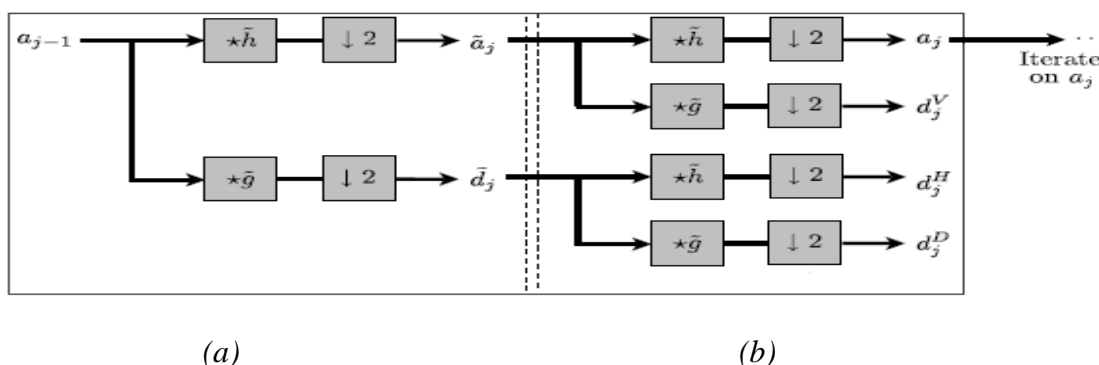 a_{j−1} ⋆h̃ ↓ 2 ã_j ⋆h̃ ↓ 2 a_j ···
Iterate
on a_j
⋆g̃ ↓ 2 d_j^V
⋆g̃ ↓ 2 d̃_j ⋆h̃ ↓ 2 d_j^H
⋆g̃ ↓ 2 d_j^D
(a) (b)